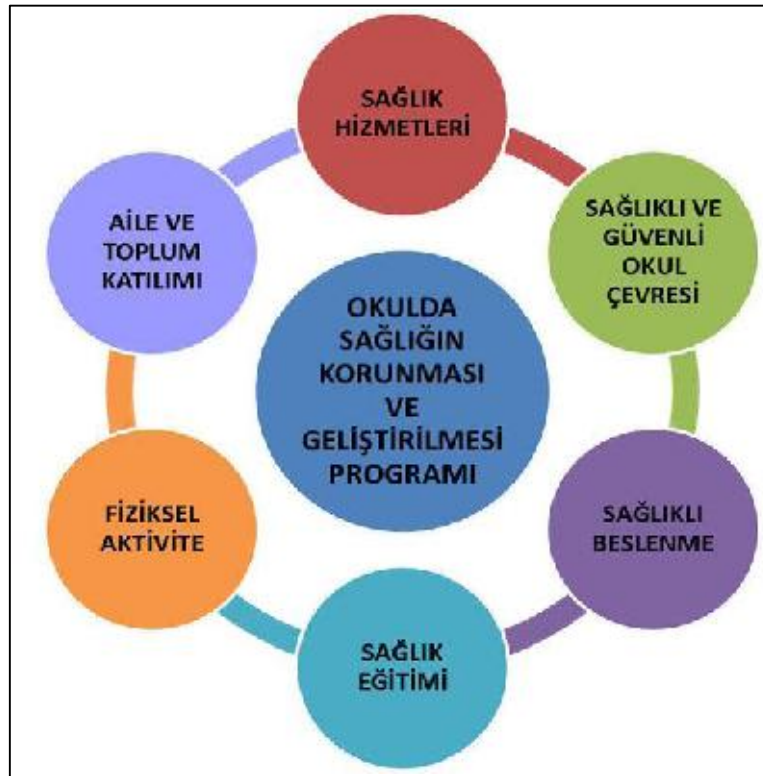 SAĞLIK
HİZMETLERİ
SAĞLIKLI VE
GÜVENLİ
OKUL
ÇEVRESİ
SAĞLIKLI
BESLENME
SAĞLIK
EĞİTİMİ
FİZİKSEL
AKTİVİTE
AİLE VE
TOPLUM
KATILIMI
OKULDA
SAĞLIĞIN
KORUNMASI
VE
GELİŞTİRİLMESİ
PROGRAMI